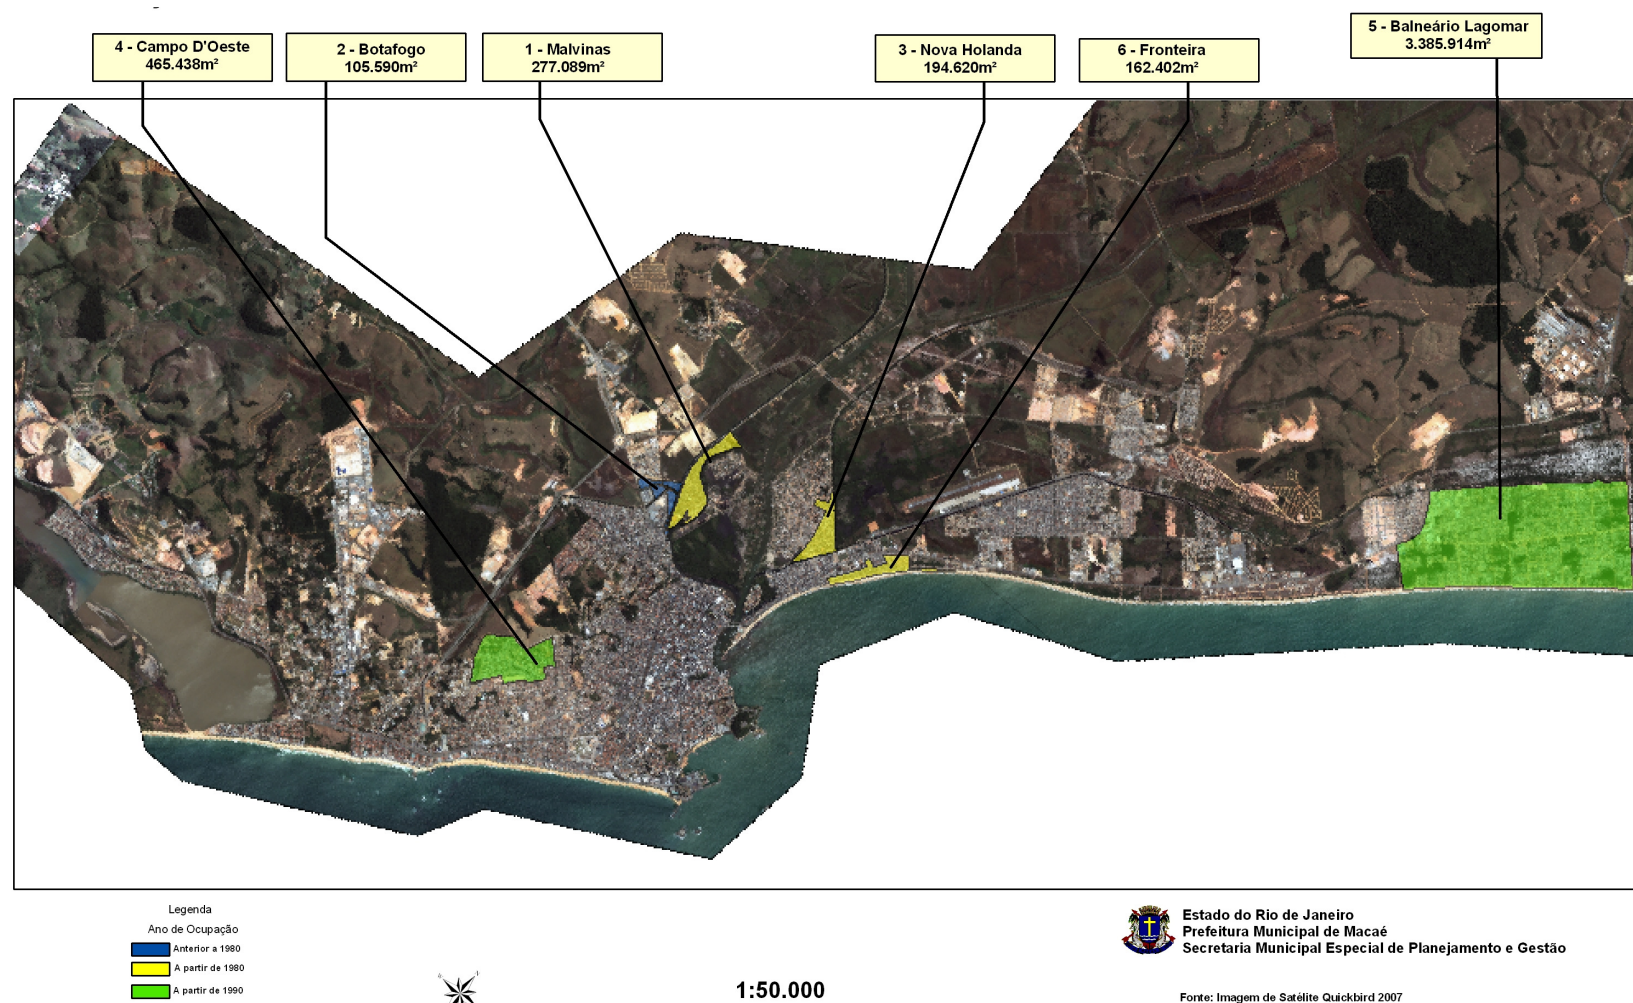 5 - Balneário Lagomar
3.385.914m²
4 - Campo D'Oeste
465.438m²
2 - Botafogo
105.590m²
1 - Malvinas
277.089m²
3 - Nova Holanda
194.620m²
6 - Fronteira
162.402m²
Legenda
Ano de Ocupação
Anterior a 1980
A partir de 1980
A partir de 1990
1:50.000
Estado do Rio de Janeiro
Prefeitura Municipal de Macaé
Secretaria Municipal Especial de Planejamento e Gestão
Fonte: Imagem de Satélite Quickbird 2007